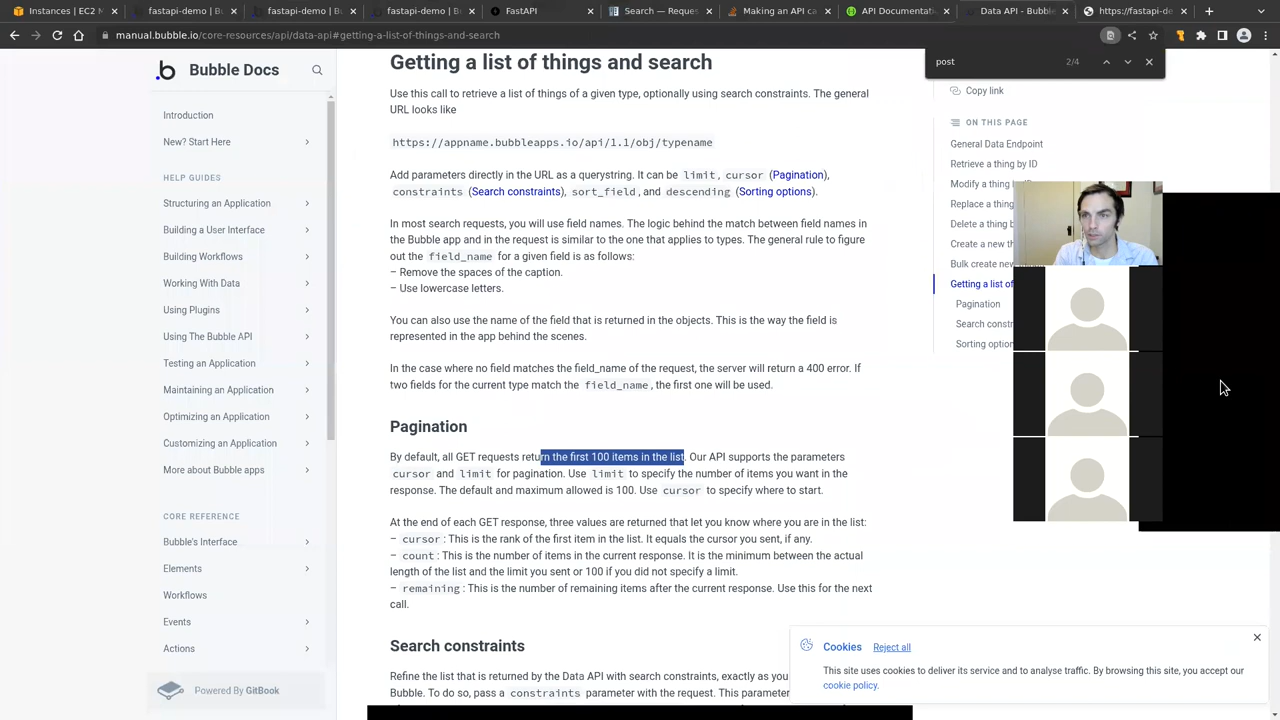 Instances | EC2 M
fastapi-demo | B
fastapi-demo | B
fastapi-demo | B
FastAPI
Search — Reques
Making an API ca
API Documentati
Data API - Bubbl
https://fastapi-de
manual.bubble.io/core-resources/api/data-api#getting-a-list-of-things-and-search
post
2/4
Bubble Docs
Introduction
New? Start Here
HELP GUIDES
Structuring an Application
Building a User Interface
Building Workflows
Working With Data
Using Plugins
Using The Bubble API
Testing an Application
Maintaining an Application
Optimizing an Application
Customizing an Application
More about Bubble apps
CORE REFERENCE
Bubble's Interface
Elements
Workflows
Events
Actions
Powered By GitBook
Getting a list of things and search
Use this call to retrieve a list of things of a given type, optionally using search constraints. The general
URL looks like
https://appname.bubbleapps.io/api/1.1/obj/typename
Add parameters directly in the URL as a querystring. It can be limit, cursor (Pagination),
constraints (Search constraints), sort_field, and descending (Sorting options).
In most search requests, you will use field names. The logic behind the match between field names in
the Bubble app and in the request is similar to the one that applies to types. The general rule to figure
out the field_name for a given field is as follows:
– Remove the spaces of the caption.
– Use lowercase letters.
You can also use the name of the field that is returned in the objects. This is the way the field is
represented in the app behind the scenes.
In the case where no field matches the field_name of the request, the server will return a 400 error. If
two fields for the current type match the field_name, the first one will be used.
Pagination
By default, all GET requests return the first 100 items in the list. Our API supports the parameters
cursor and limit for pagination. Use limit to specify the number of items you want in the
response. The default and maximum allowed is 100. Use cursor to specify where to start.
At the end of each GET response, three values are returned that let you know where you are in the list:
– cursor : This is the rank of the first item in the list. It equals the cursor you sent, if any.
– count : This is the number of items in the current response. It is the minimum between the actual
length of the list and the limit you sent or 100 if you did not specify a limit.
– remaining : This is the number of remaining items after the current response. Use this for the next
call.
Search constraints
Refine the list that is returned by the Data API with search constraints, exactly as you
Bubble. To do so, pass a constraints parameter with the request. This parameter
Copy link
ON THIS PAGE
General Data Endpoint
Retrieve a thing by ID
Modify a thing by ID
Replace a thing
Delete a thing b
Create a new th
Bulk create new
Getting a list of
Pagination
Search constr
Sorting option
Cookies
Reject all
This site uses cookies to deliver its service and to analyse traffic. By browsing this site, you accept our
cookie policy.